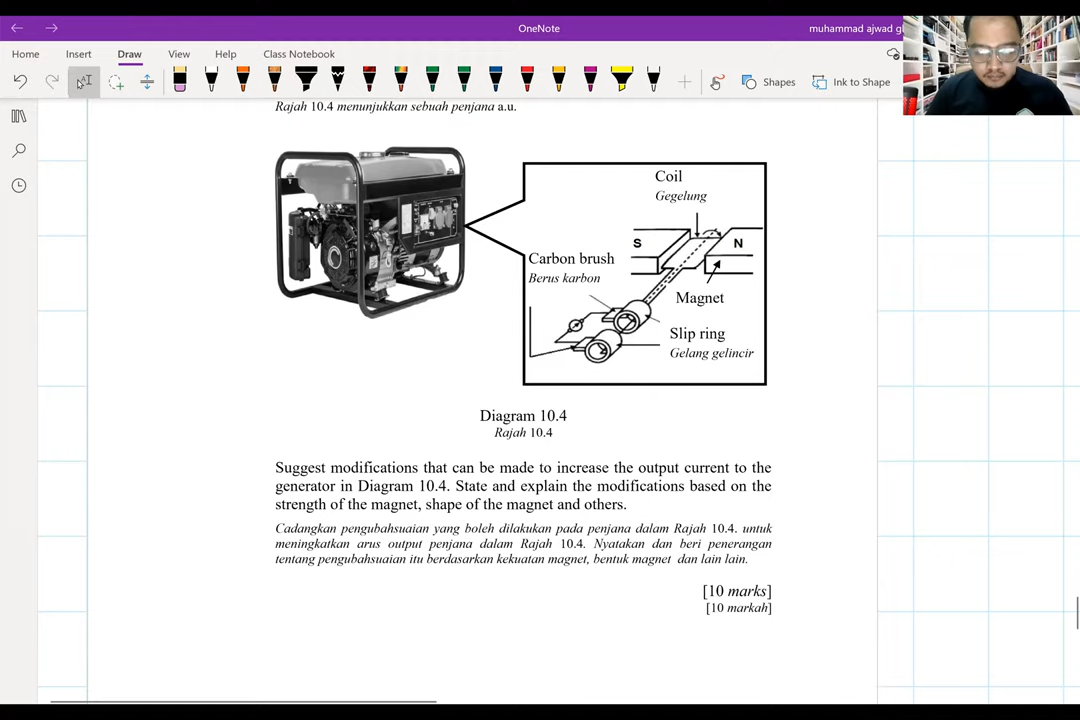 OneNote
muhammad ajwad g
Home Insert Draw View Help Class Notebook
Shapes Ink to Shape
Rajah 10.4 menunjukkan sebuah penjana a.u.
Coil
Gegelung
S
N
Carbon brush
Berus karbon
Magnet
Slip ring
Gelang gelincir
Diagram 10.4
Rajah 10.4
Suggest modifications that can be made to increase the output current to the
generator in Diagram 10.4. State and explain the modifications based on the
strength of the magnet, shape of the magnet and others.
Cadangkan pengubahsuaian yang boleh dilakukan pada penjana dalam Rajah 10.4. untuk
meningkatkan arus output penjana dalam Rajah 10.4. Nyatakan dan beri penerangan
tentang pengubahsuaian itu berdasarkan kekuatan magnet, bentuk magnet dan lain lain.
[10 marks]
[10 markah]